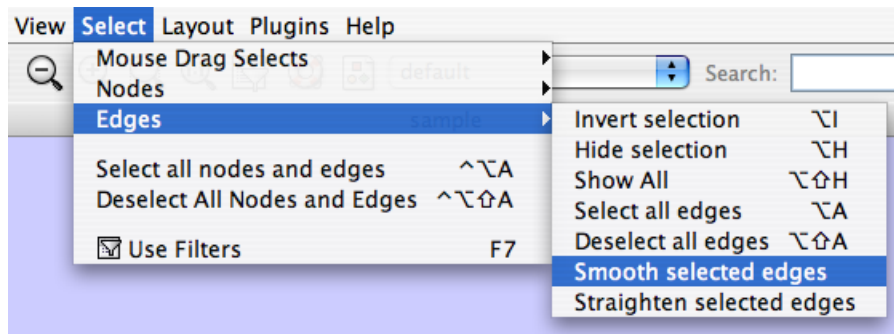 View Select Layout Plugins Help
Mouse Drag Selects
default
Search:
Nodes
Edges
sample
Select all nodes and edges ^⌥A
Deselect All Nodes and Edges ^⌥⇧A
Use Filters F7
Invert selection ⌥I
Hide selection ⌥H
Show All ⌥⇧H
Select all edges ⌥A
Deselect all edges ⌥⇧A
Smooth selected edges
Straighten selected edges